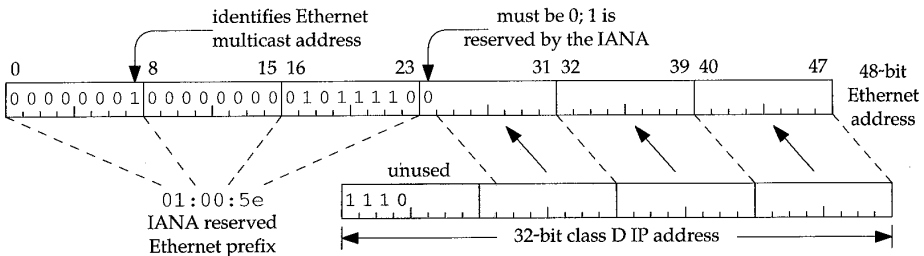 identifies Ethernet
multicast address
must be 0; 1 is
reserved by the IANA
0 8 15 16 23 31 32 39 40 47
48-bit
Ethernet
address
0 0 0 0 0 0 0 1 0 0 0 0 0 0 0 0 0 1 0 1 1 1 1 0 0
unused
01:00:5e
IANA reserved
Ethernet prefix
1 1 1 0
32-bit class D IP address